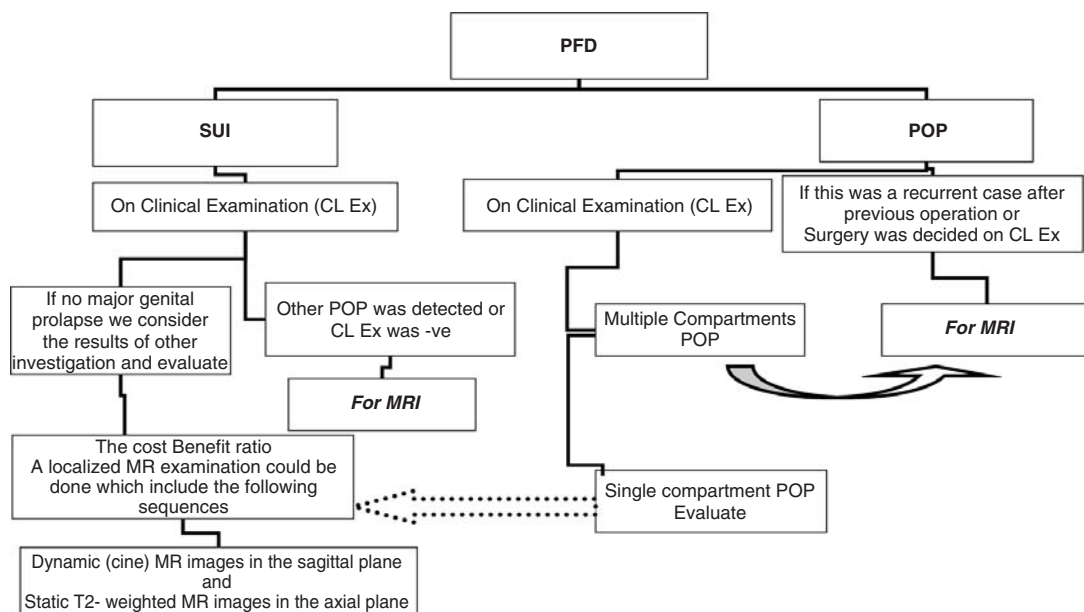 PFD
SUI
POP
On Clinical Examination (CL Ex)
On Clinical Examination (CL Ex)
If this was a recurrent case after
previous operation or
Surgery was decided on CL Ex
If no major genital
prolapse we consider
the results of other
investigation and evaluate
Other POP was detected or
CL Ex was -ve
Multiple Compartments
POP
For MRI
For MRI
The cost Benefit ratio
A localized MR examination could be
done which include the following
sequences
Single compartment POP
Evaluate
Dynamic (cine) MR images in the sagittal plane
and
Static T2- weighted MR images in the axial plane